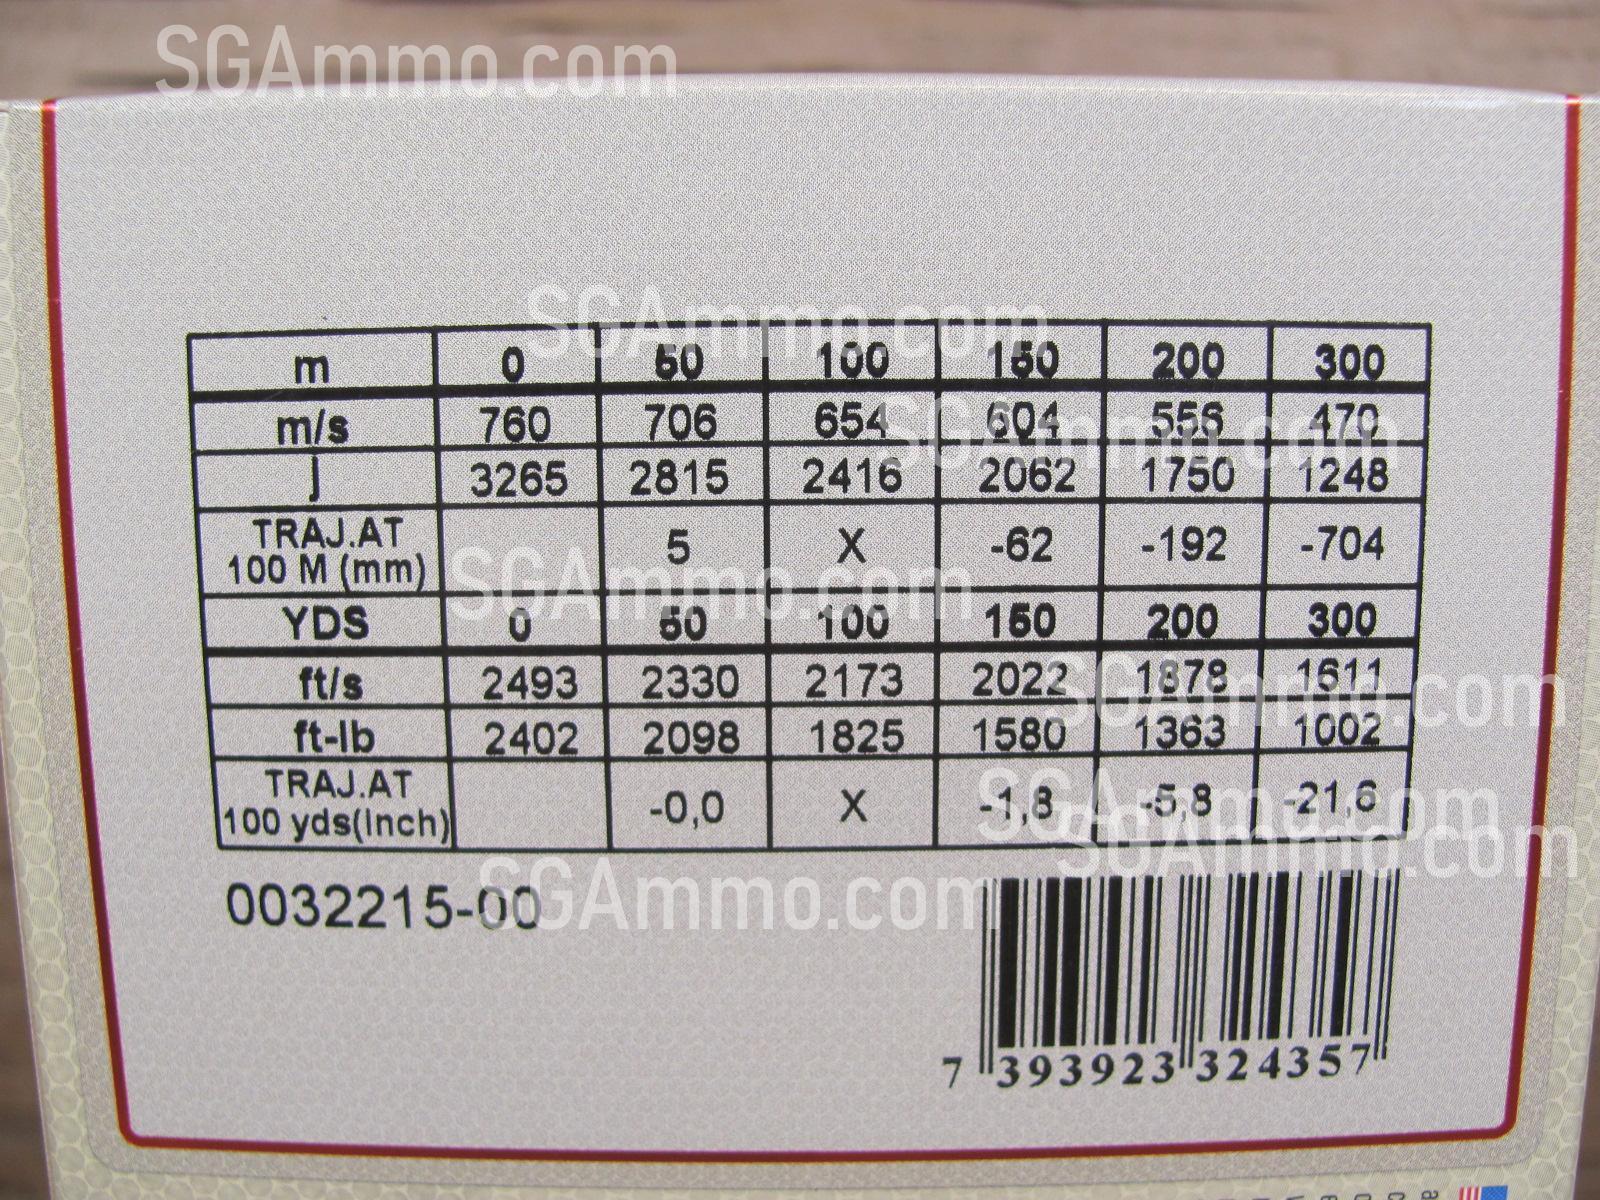 SGAmmo.com
SGAmmo.com
m 0 50 100 150 200 300
m/s 760 706 654 604 556 470
SGAmmo.com
j 3265 2815 2416 2062 1750 1248
TRAJ.AT
100 M (mm) 5 X -62 -192 -704
SGAmmo.com
YDS 0 50 100 150 200 300
ft/s 2493 2330 2173 2022 1878 1611
SGAmmo.com
ft-lb 2402 2098 1825 1580 1363 1002
TRAJ.AT
100 yds(Inch) -0,0 X -1,8 -5,8 -21,6
SGAmmo.com
SGAmmo.com
0032215-00
SGAmmo.com
7 393923 324357